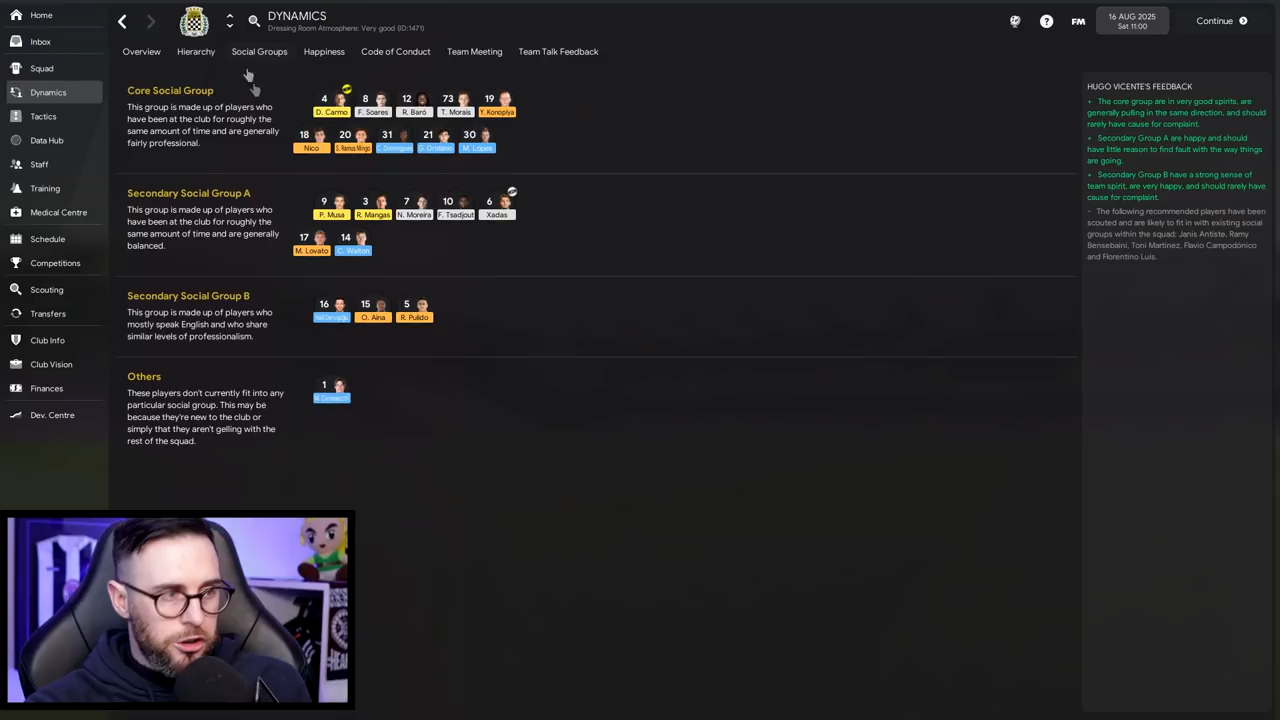 Home
Inbox
Squad
Dynamics
Tactics
Data Hub
Staff
Training
Medical Centre
Schedule
Competitions
Scouting
Transfers
Club Info
Club Vision
Finances
Dev. Centre
DYNAMICS
Dressing Room Atmosphere: Very good (ID:1471)
FM
16 AUG 2025
Sat 11:00
Continue
Overview Hierarchy Social Groups Happiness Code of Conduct Team Meeting Team Talk Feedback
Core Social Group
This group is made up of players who
have been at the club for roughly the
same amount of time and are generally
fairly professional.
4 8 12 73 19
D. Carmo F. Soares R. Baró T. Morais Y. Konoplya
18 20 31 21 30
Nico S. Ramos Mingo C. Domingues M. Lopes
Secondary Social Group A
This group is made up of players who
have been at the club for roughly the
same amount of time and are generally
balanced.
9 3 7 10 6
P. Musa R. Mangas N. Moreira F. Tsadjout Xadas
17 14
M. Lovato C. Walton
Secondary Social Group B
This group is made up of players who
mostly speak English and who share
similar levels of professionalism.
16 15 5
O. Aina R. Pulido
Others
These players don't currently fit into any
particular social group. This may be
because they're new to the club or
simply that they aren't gelling with the
rest of the squad.
1
HUGO VICENTE'S FEEDBACK
+ The core group are in very good spirits, are
generally pulling in the same direction, and should
rarely have cause for complaint.
+ Secondary Group A are happy and should
have little reason to find fault with the way things
are going.
+ Secondary Group B have a strong sense of
team spirit, are very happy, and should rarely have
cause for complaint.
- The following recommended players have been
scouted and are likely to fit in with existing social
groups within the squad: Janis Antiste, Ramy
Bensebaini, Toni Martínez, Flavio Campodónico
and Florentino Luís.